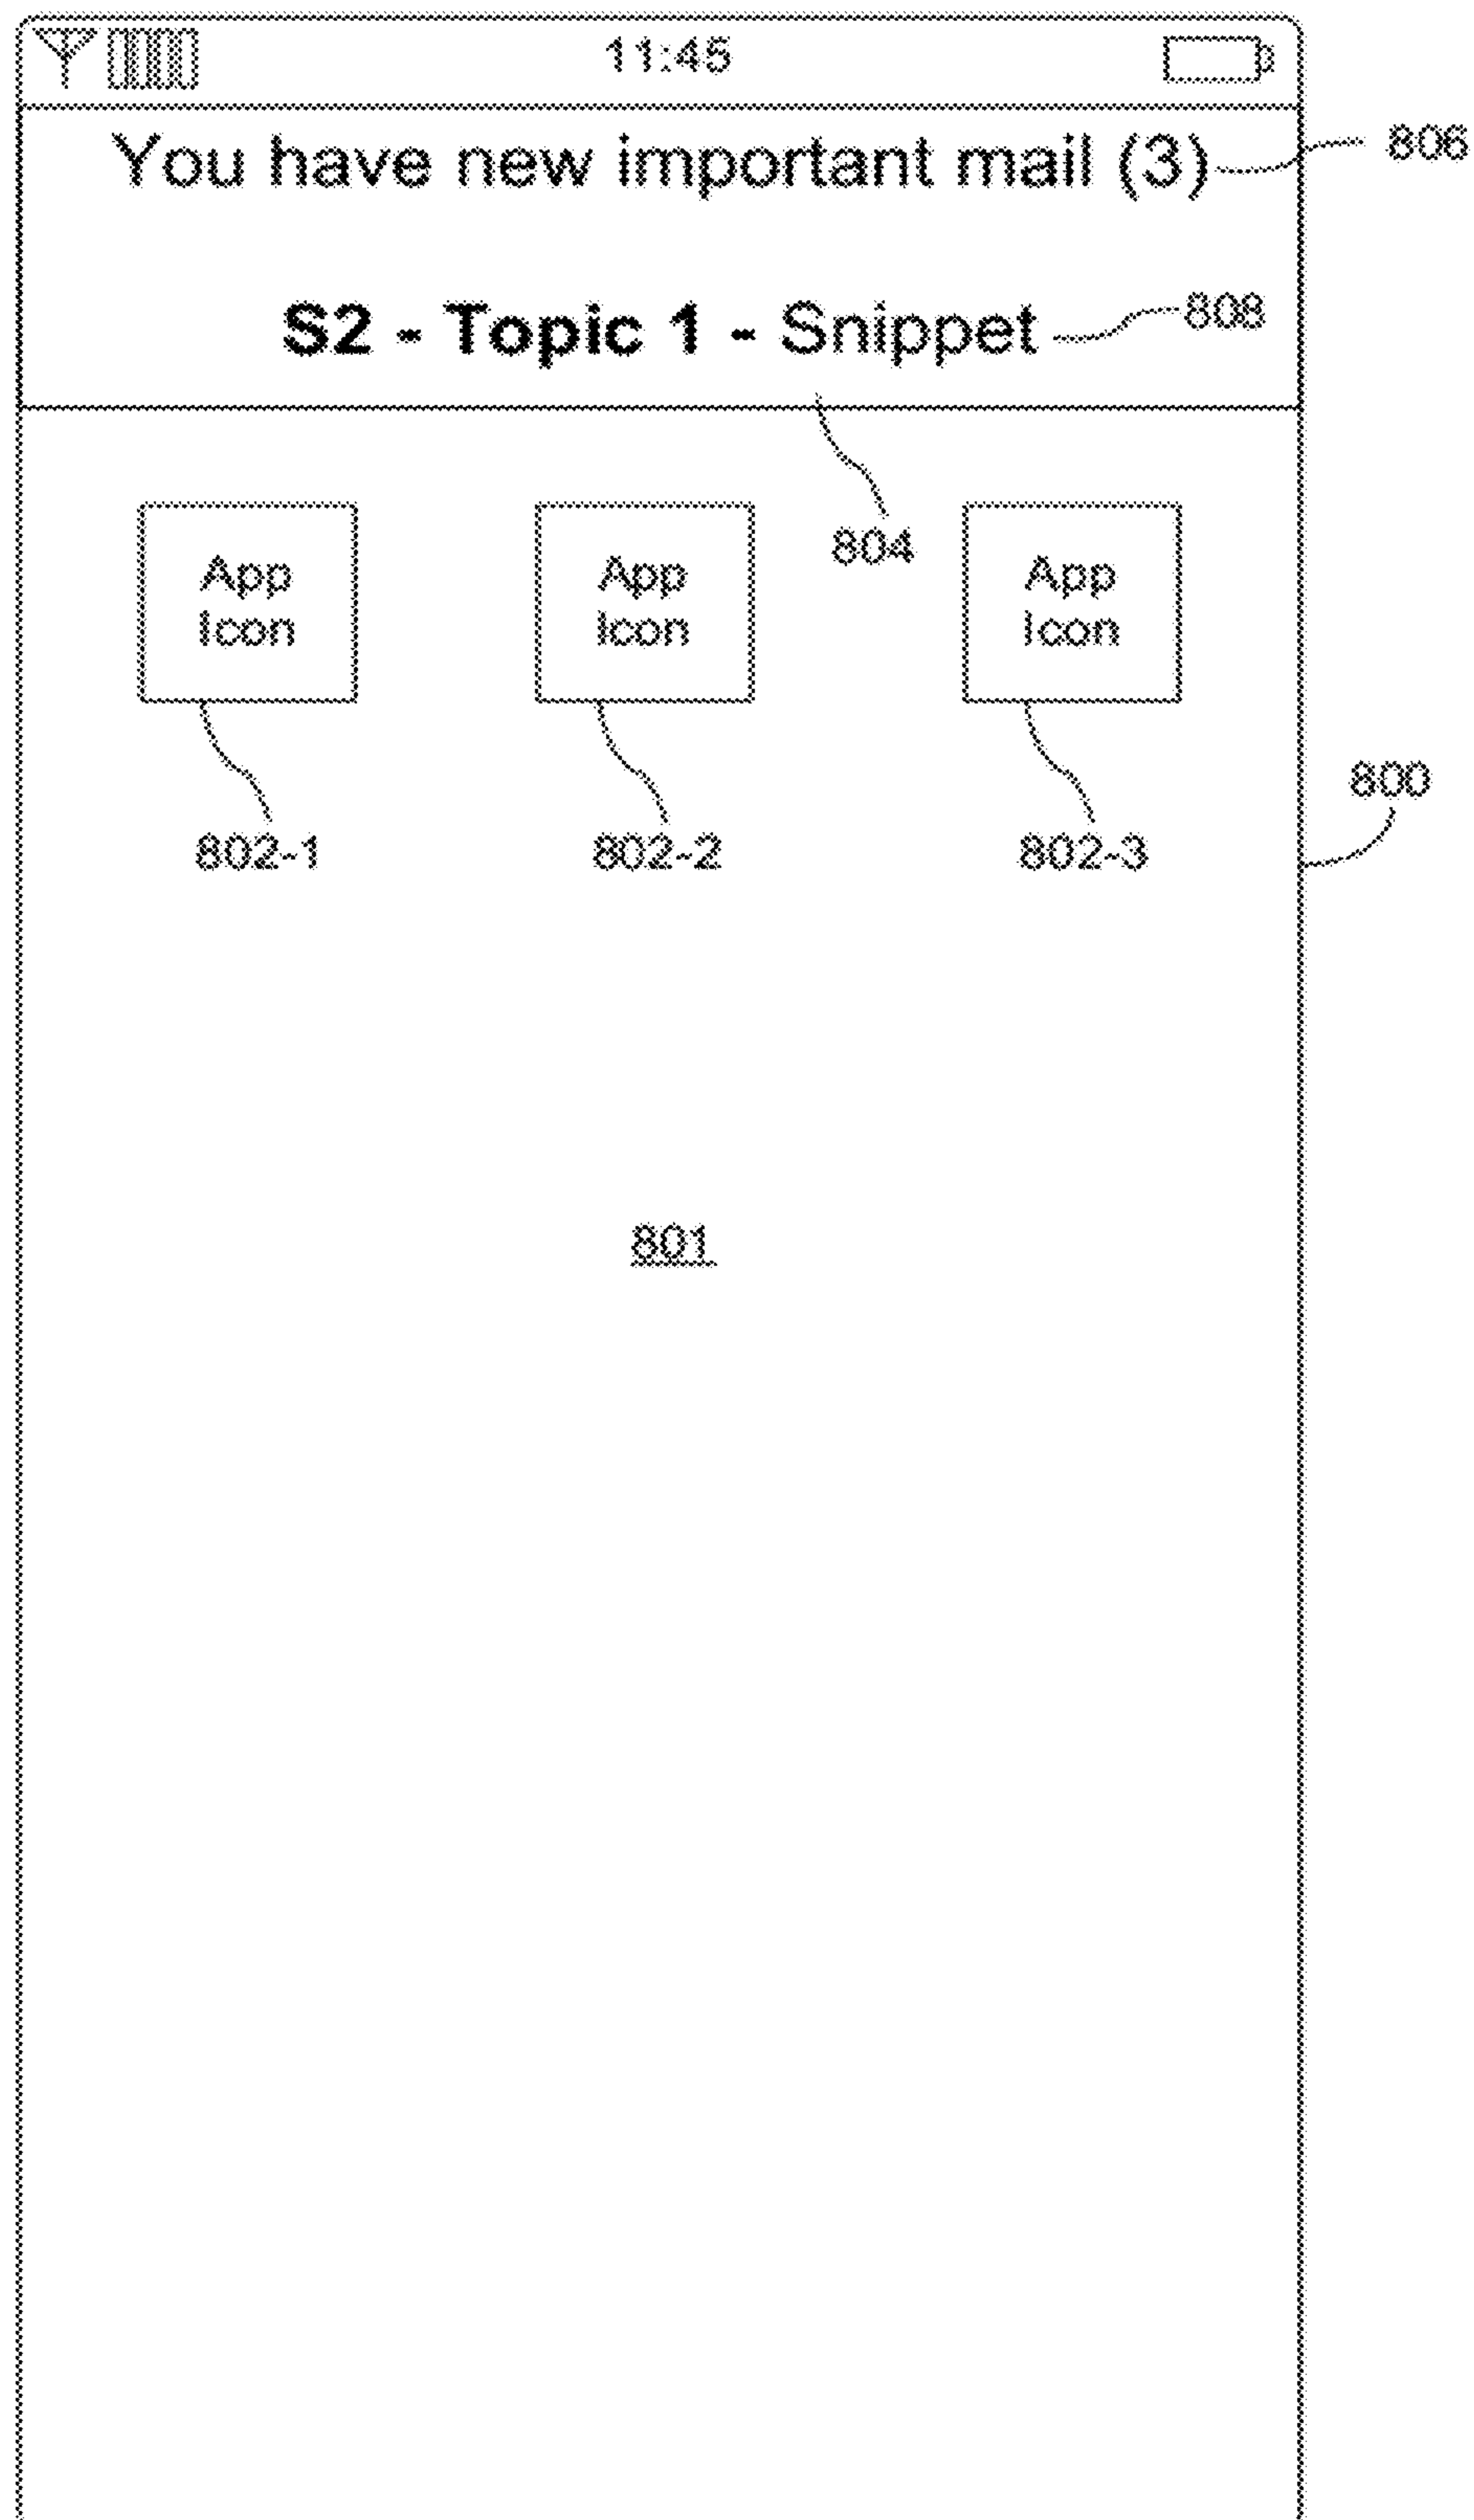 11:45
You have new important mail (3)
806
S2 - Topic 1 - Snippet
808
804
App
Icon
App
Icon
App
Icon
800
802-1
802-2
802-3
801